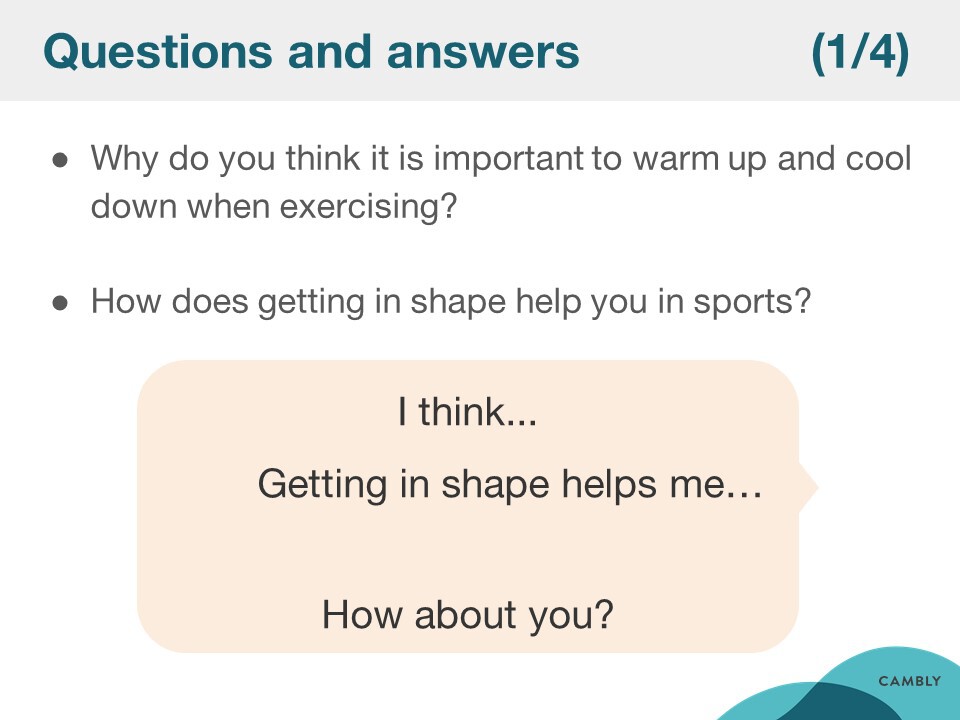 Questions and answers (1/4)
● Why do you think it is important to warm up and cool
down when exercising?
● How does getting in shape help you in sports?
I think...
Getting in shape helps me…
How about you?
CAMBLY